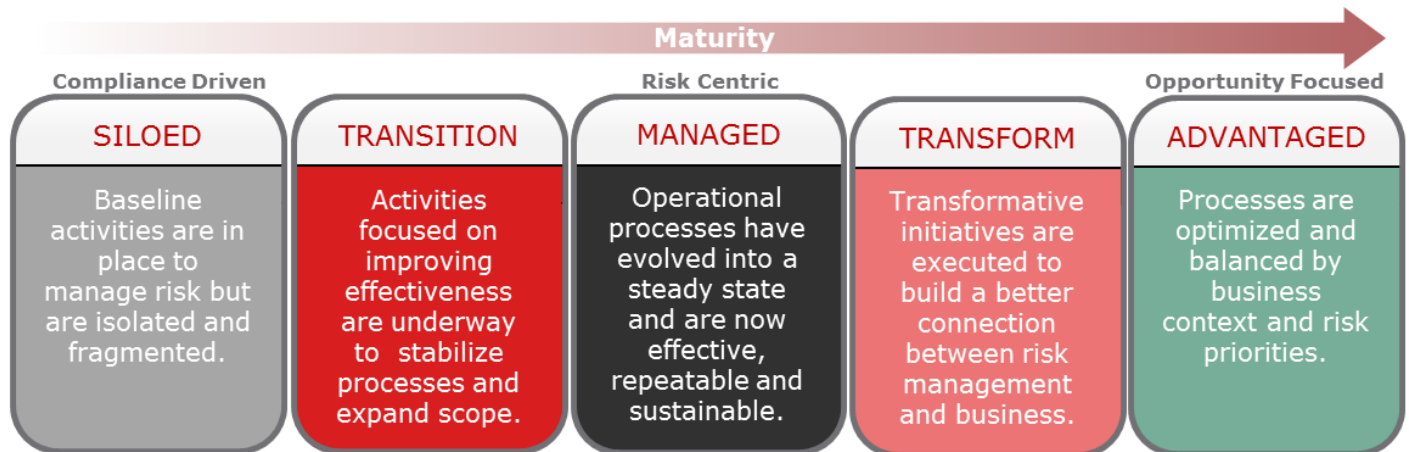 Maturity
Compliance Driven
Risk Centric
Opportunity Focused
SILOED
Baseline
activities are in
place to
manage risk but
are isolated and
fragmented.
TRANSITION
Activities
focused on
improving
effectiveness
are underway
to stabilize
processes and
expand scope.
MANAGED
Operational
processes have
evolved into a
steady state
and are now
effective,
repeatable and
sustainable.
TRANSFORM
Transformative
initiatives are
executed to
build a better
connection
between risk
management
and business.
ADVANTAGED
Processes are
optimized and
balanced by
business
context and risk
priorities.